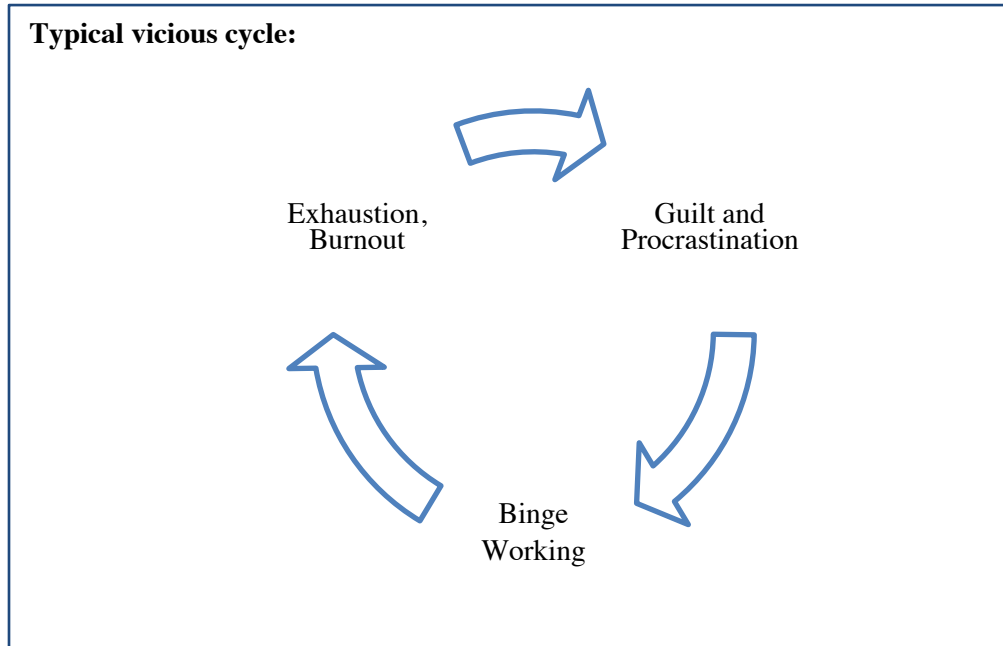 Typical vicious cycle:
Exhaustion,
Burnout
Guilt and
Procrastination
Binge
Working